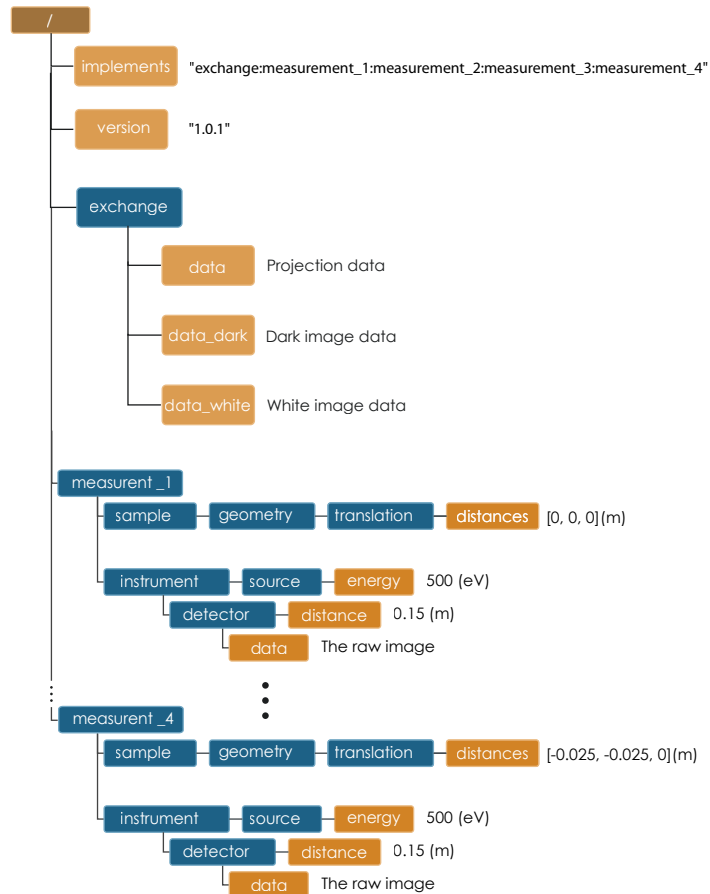 /
implements "exchange:measurement_1:measurement_2:measurement_3:measurement_4"
version "1.0.1"
exchange
data Projection data
data_dark Dark image data
data_white White image data
measurent _1
sample geometry translation distances [0, 0, 0](m)
instrument source energy 500 (eV)
detector distance 0.15 (m)
data The raw image
measurent _4
sample geometry translation distances [-0.025, -0.025, 0](m)
instrument source energy 500 (eV)
detector distance 0.15 (m)
data The raw image